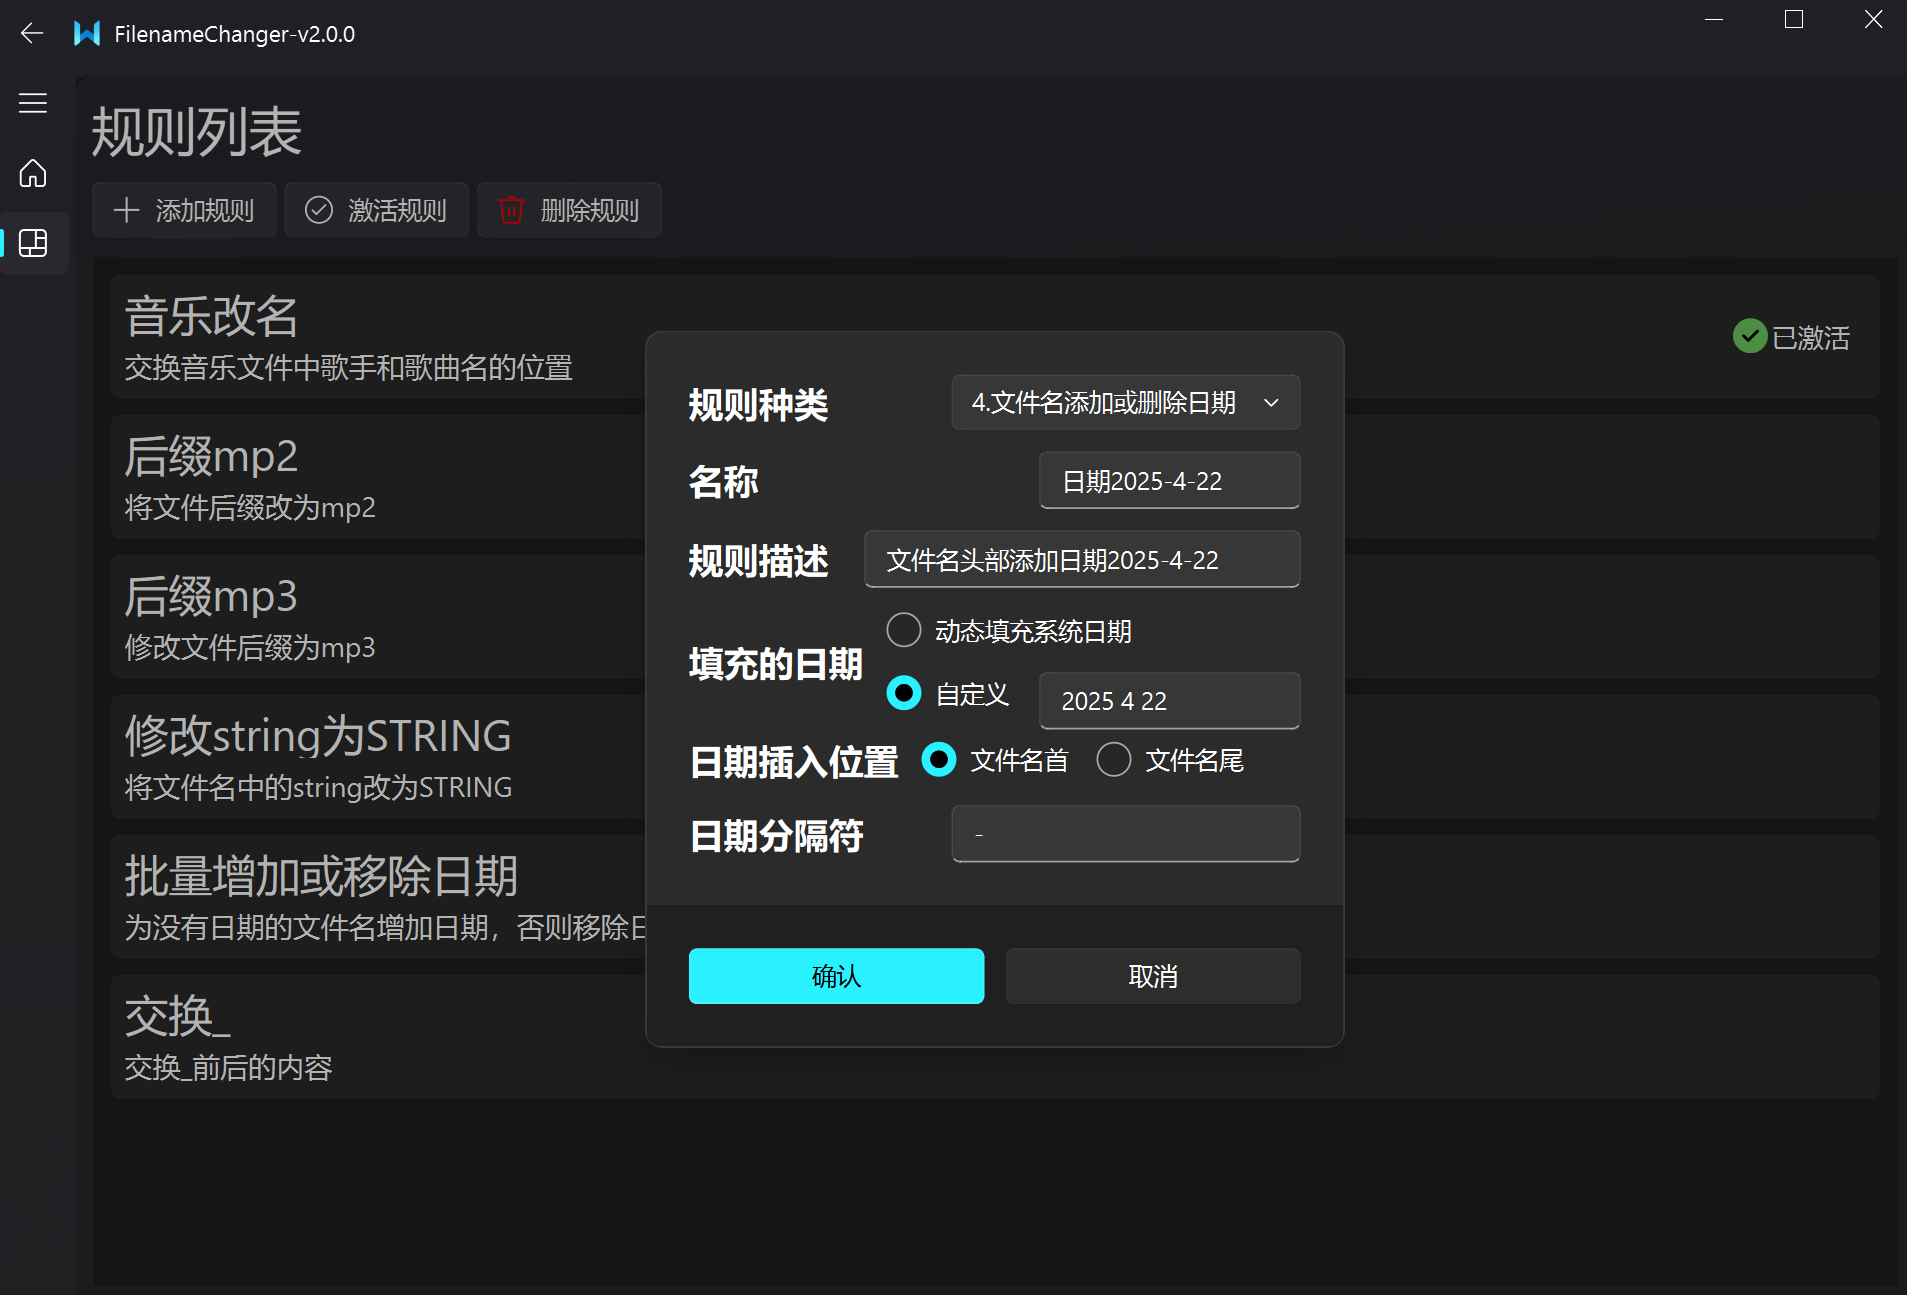 FilenameChanger-v2.0.0
规则列表
添加规则
激活规则
删除规则
音乐改名
交换音乐文件中歌手和歌曲名的位置
已激活
后缀mp2
将文件后缀改为mp2
后缀mp3
修改文件后缀为mp3
修改string为STRING
将文件名中的string改为STRING
批量增加或移除日期
为没有日期的文件名增加日期，否则移除日
交换_
交换_前后的内容
规则种类
4.文件名添加或删除日期
名称
日期2025-4-22
规则描述
文件名头部添加日期2025-4-22
填充的日期
动态填充系统日期
自定义
2025 4 22
日期插入位置
文件名首
文件名尾
日期分隔符
-
确认
取消